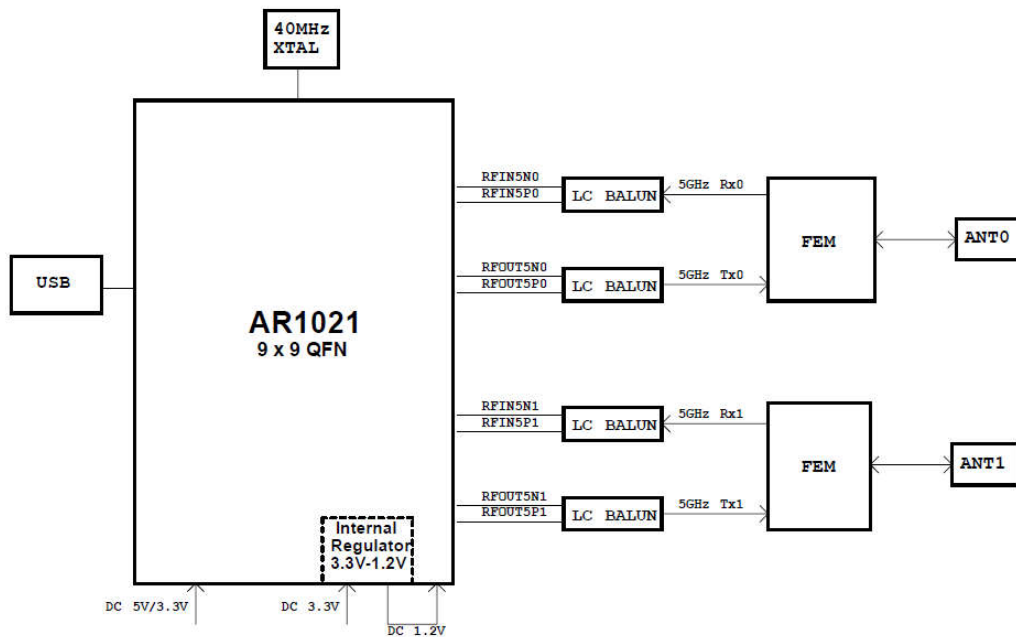 40MHz
XTAL
RFIN5N0
RFIN5P0
LC BALUN
5GHz Rx0
FEM
ANT0
USB
RFOUT5N0
RFOUT5P0
LC BALUN
5GHz Tx0
AR1021
9 x 9 QFN
RFIN5N1
RFIN5P1
LC BALUN
5GHz Rx1
FEM
ANT1
RFOUT5N1
RFOUT5P1
LC BALUN
5GHz Tx1
Internal
Regulator
3.3V-1.2V
DC 5V/3.3V
DC 3.3V
DC 1.2V